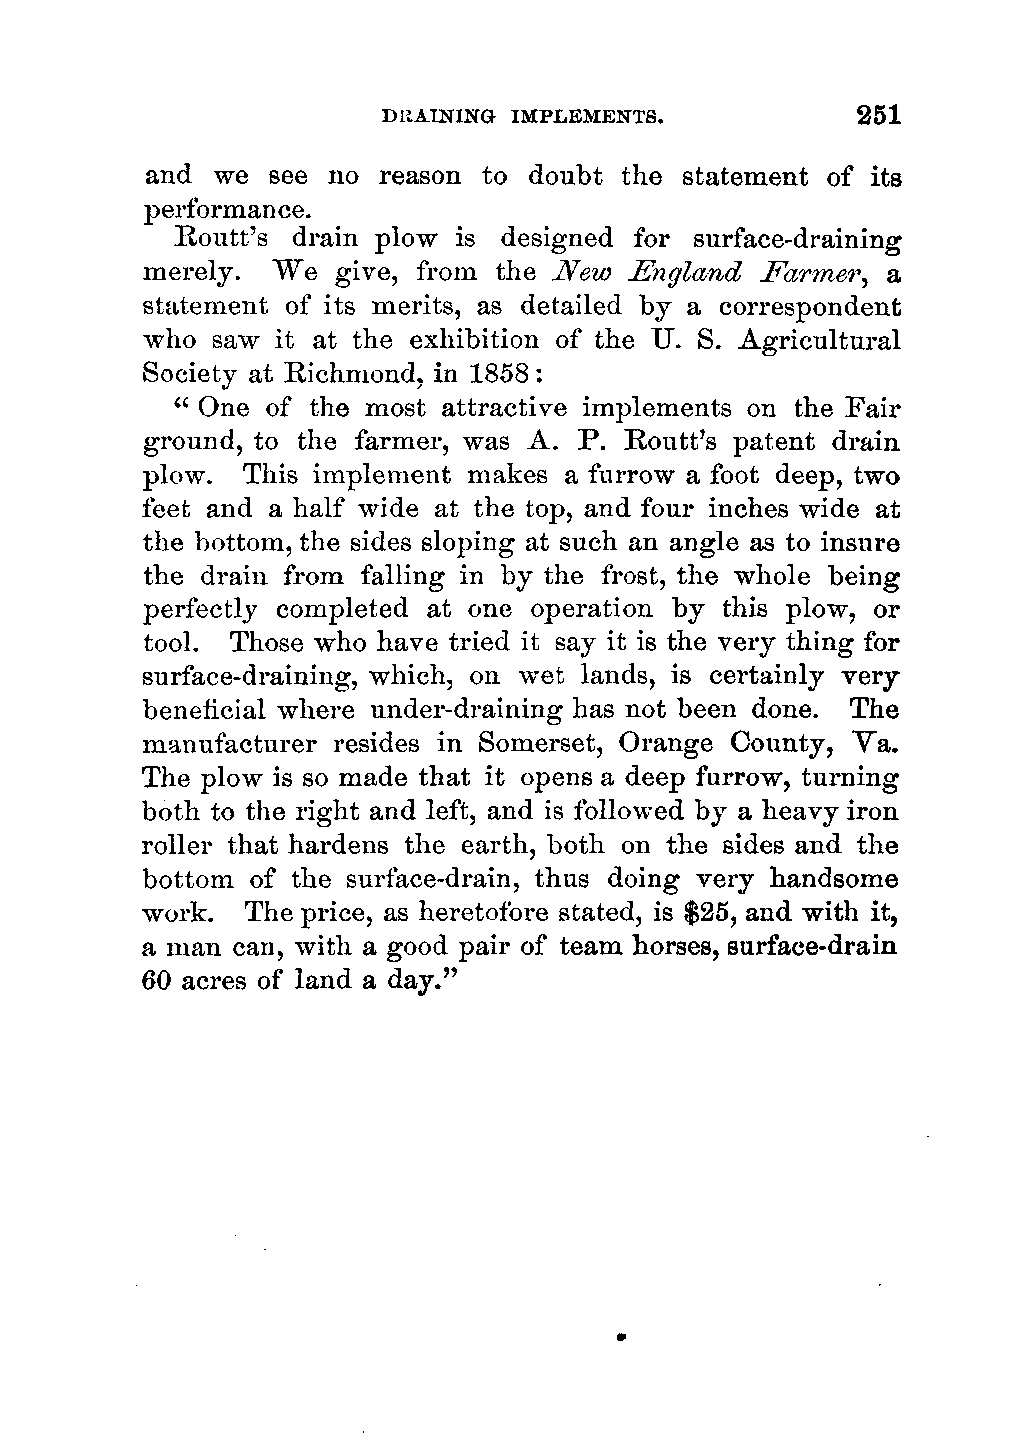 DRAINING IMPLEMENTS. 251
and we see no reason to doubt the statement of its
performance.
Routt's drain plow is designed for surface-draining
merely. We give, from the New England Farmer, a
statement of its merits, as detailed by a correspondent
who saw it at the exhibition of the U. S. Agricultural
Society at Richmond, in 1858:
"One of the most attractive implements on the Fair
ground, to the farmer, was A. P. Routt's patent drain
plow. This implement makes a furrow a foot deep, two
feet and a half wide at the top, and four inches wide at
the bottom, the sides sloping at such an angle as to insure
the drain from falling in by the frost, the whole being
perfectly completed at one operation by this plow, or
tool. Those who have tried it say it is the very thing for
surface-draining, which, on wet lands, is certainly very
beneficial where under-draining has not been done. The
manufacturer resides in Somerset, Orange County, Va.
The plow is so made that it opens a deep furrow, turning
both to the right and left, and is followed by a heavy iron
roller that hardens the earth, both on the sides and the
bottom of the surface-drain, thus doing very handsome
work. The price, as heretofore stated, is $25, and with it,
a man can, with a good pair of team horses, surface-drain
60 acres of land a day."